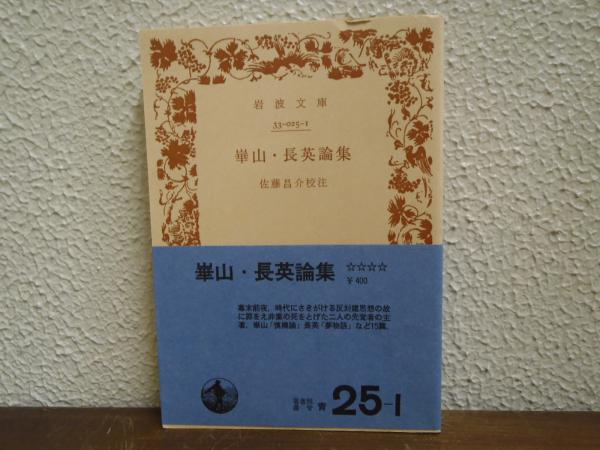 岩波文庫
33-025-1
崋山・長英論集
佐藤昌介校注
崋山・長英論集 ☆☆☆☆
￥400
幕末前夜，時代にさきがける反封建思想の故
に罪をえ非業の死をとげた二人の先覚者の主
著，崋山「慎機論」長英「夢物語」など15篇．
青 25-1